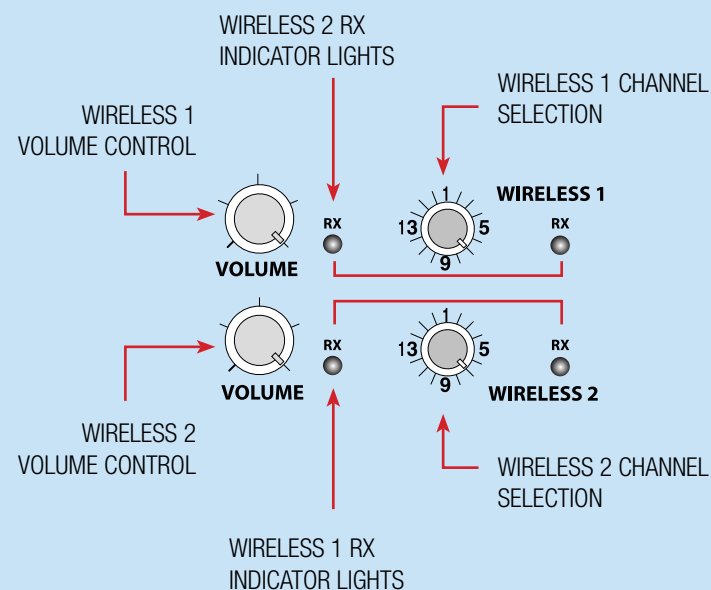 WIRELESS 2 RX
INDICATOR LIGHTS
WIRELESS 1 CHANNEL
SELECTION
WIRELESS 1
VOLUME CONTROL
1
WIRELESS 1
RX
13
5
RX
9
VOLUME
1
RX
13
5
RX
9
VOLUME
WIRELESS 2
WIRELESS 2
VOLUME CONTROL
WIRELESS 2 CHANNEL
SELECTION
WIRELESS 1 RX
INDICATOR LIGHTS